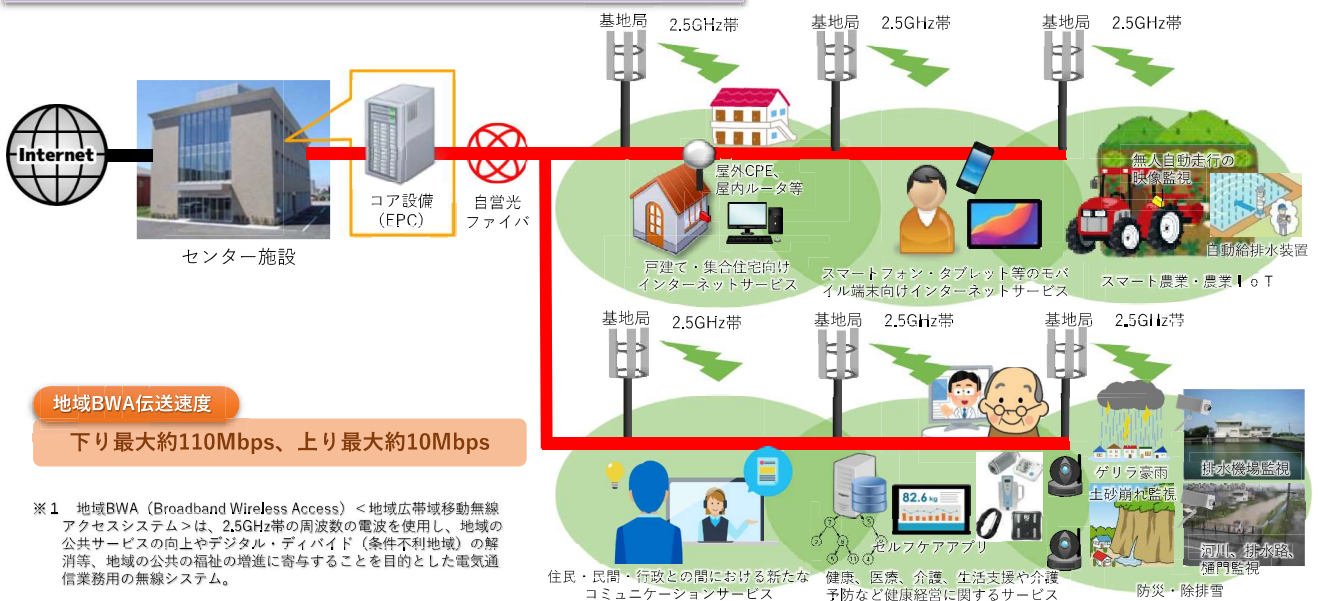 基地局
2.5GHz帯
基地局
2.5GHz帯
基地局
2.5GHz帯
Internet
センター施設
コア設備
(EPC)
自営光
ファイバ
屋外CPE、
屋内ルータ等
戸建て・集合住宅向け
インターネットサービス
スマートフォン・タブレット等のモバ
イル端末向けインターネットサービス
無人自動走行の
映像監視
自動給排水装置
スマート農業・農業IoT
基地局
2.5GHz帯
基地局
2.5GHz帯
基地局
2.5GHz帯
地域BWA伝送速度
下り最大約110Mbps、上り最大約10Mbps
※1 地域BWA(Broadband Wireless Access)<地域広帯域移動無線
アクセスシステム>は、2.5GHz帯の周波数の電波を使用し、地域の
公共サービスの向上やデジタル・ディバイド(条件不利地域)の解
消等、地域の公共の福祉の増進に寄与することを目的とした電気通
信業務用の無線システム。
住民・民間・行政との間における新たな
コミュニケーションサービス
82.6 kg
セルフケアアプリ
健康、医療、介護、生活支援や介護
予防など健康経営に関するサービス
ゲリラ豪雨
土砂崩れ監視
排水機場監視
河川、排水路、
樋門監視
防災・除排雪